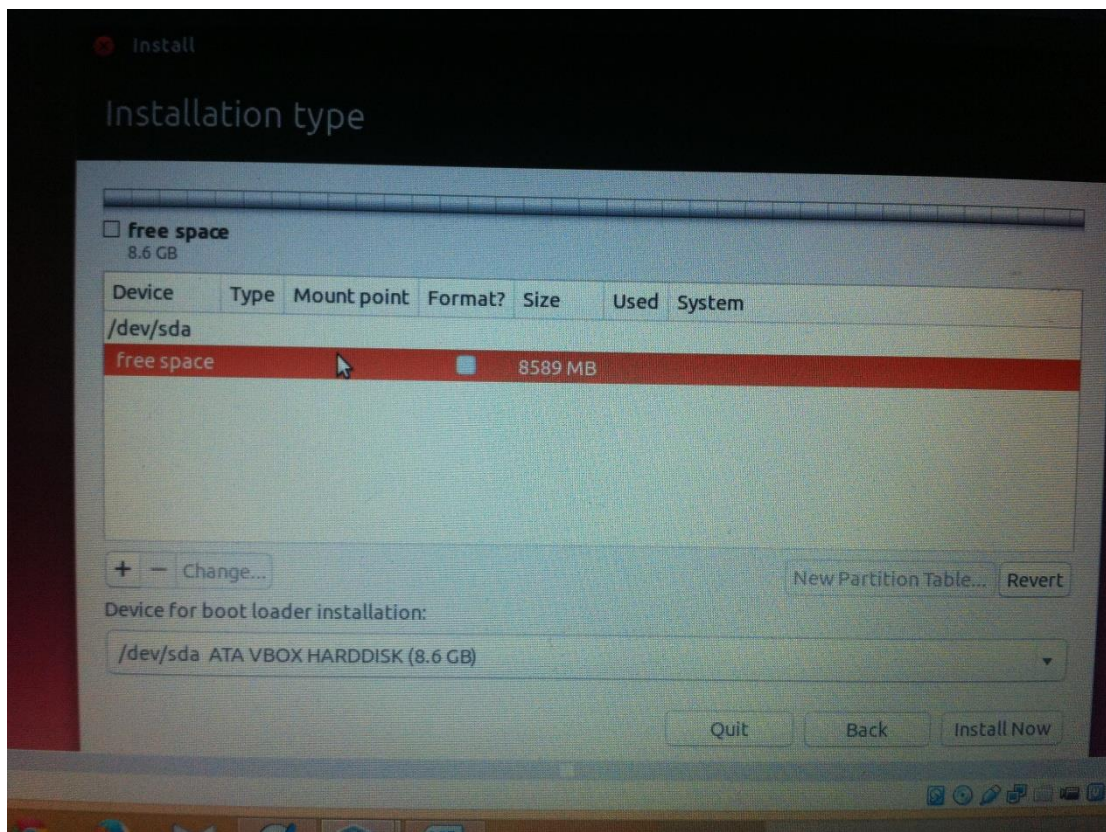 Install
Installation type
free space
8.6 GB
Device Type Mount point Format? Size Used System
/dev/sda
free space 8589 MB
+ - Change... New Partition Table... Revert
Device for boot loader installation:
/dev/sda ATA VBOX HARDDISK (8.6 GB)
Quit Back Install Now